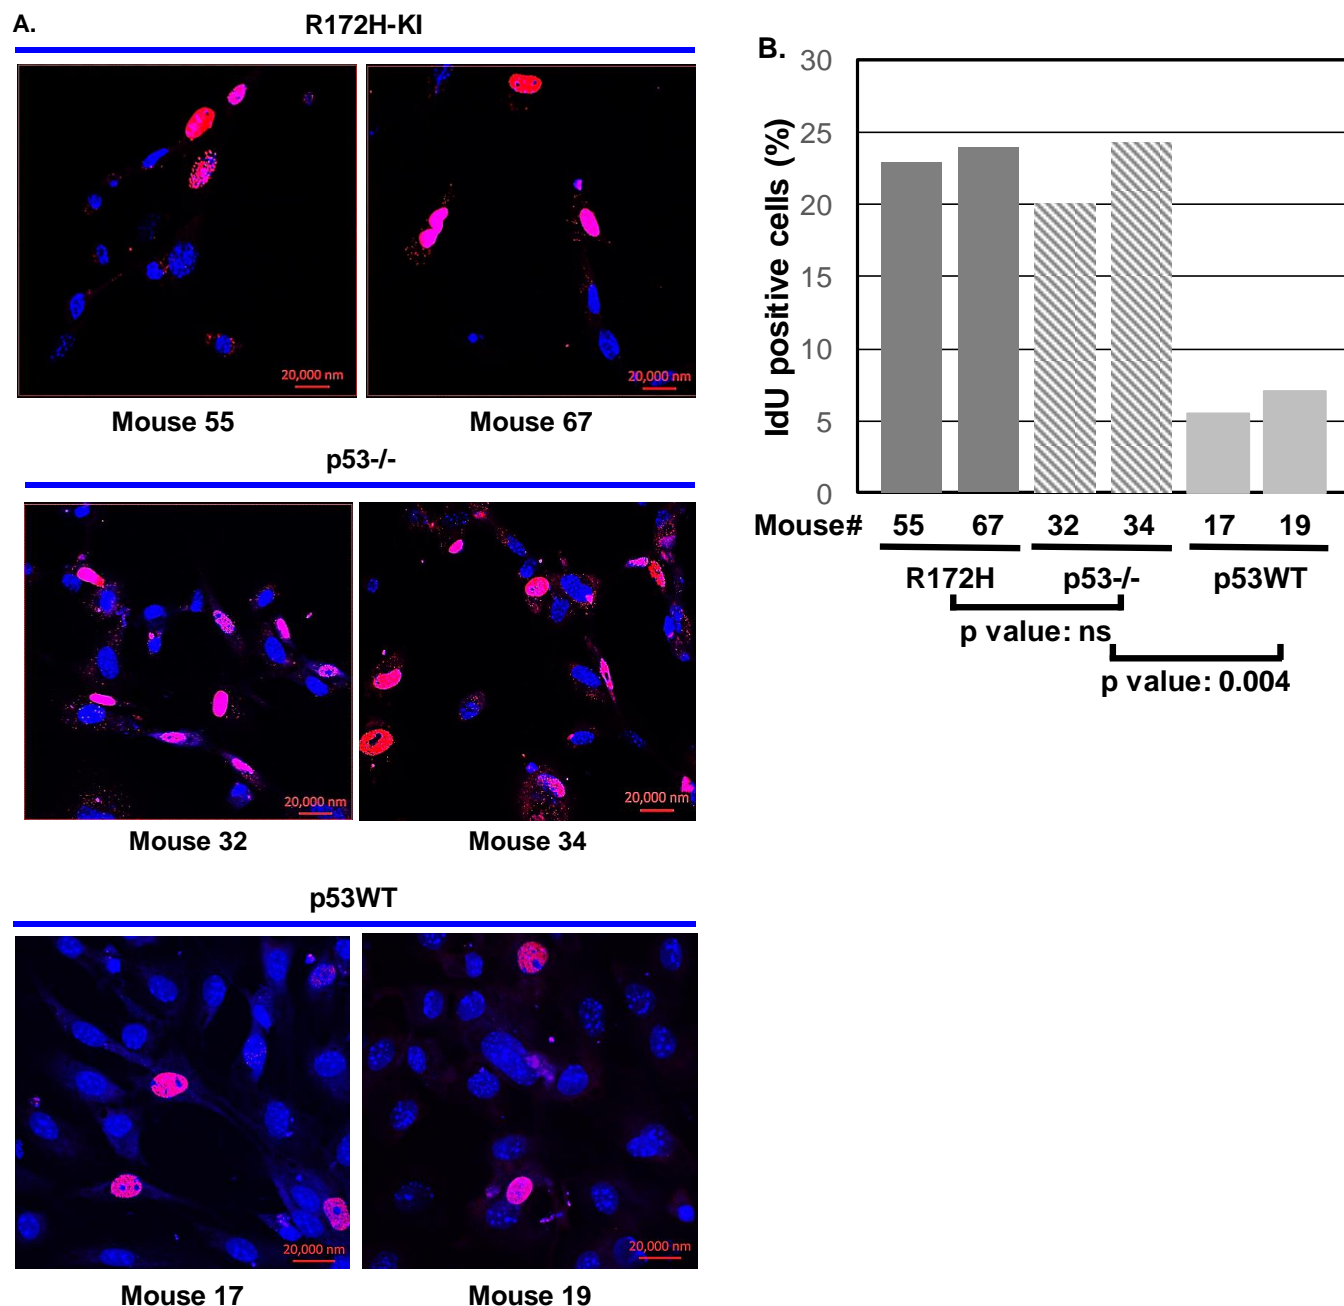 A.
R172H-KI
20,000 nm
20,000 nm
Mouse 55
Mouse 67
p53-/-
20,000 nm
20,000 nm
Mouse 32
Mouse 34
p53WT
20,000 nm
20,000 nm
Mouse 17
Mouse 19
B.
IdU positive cells (%)
30
25
20
15
10
5
0
Mouse# 55 67 32 34 17 19
R172H p53-/- p53WT
p value: ns
p value: 0.004